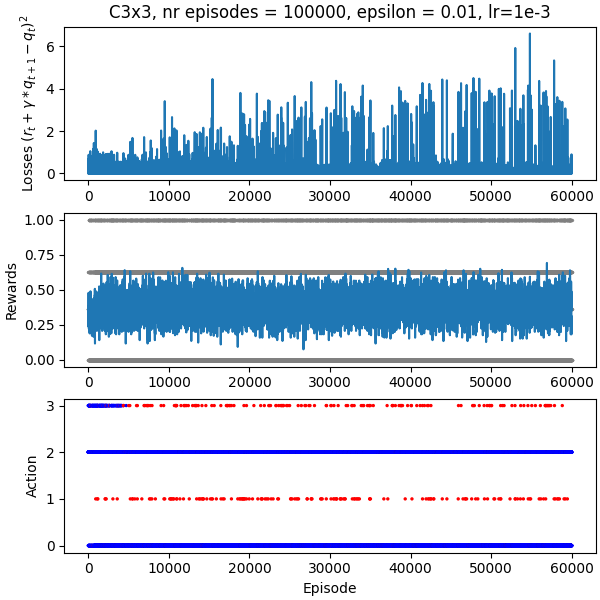 C3x3, nr episodes = 100000, epsilon = 0.01, lr=1e-3
Losses $(r_t + \gamma * q_{t+1} - q_t)^2$
6
4
2
0
0 10000 20000 30000 40000 50000 60000
Rewards
1.00
0.75
0.50
0.25
0.00
0 10000 20000 30000 40000 50000 60000
Action
3
2
1
0
0 10000 20000 30000 40000 50000 60000
Episode